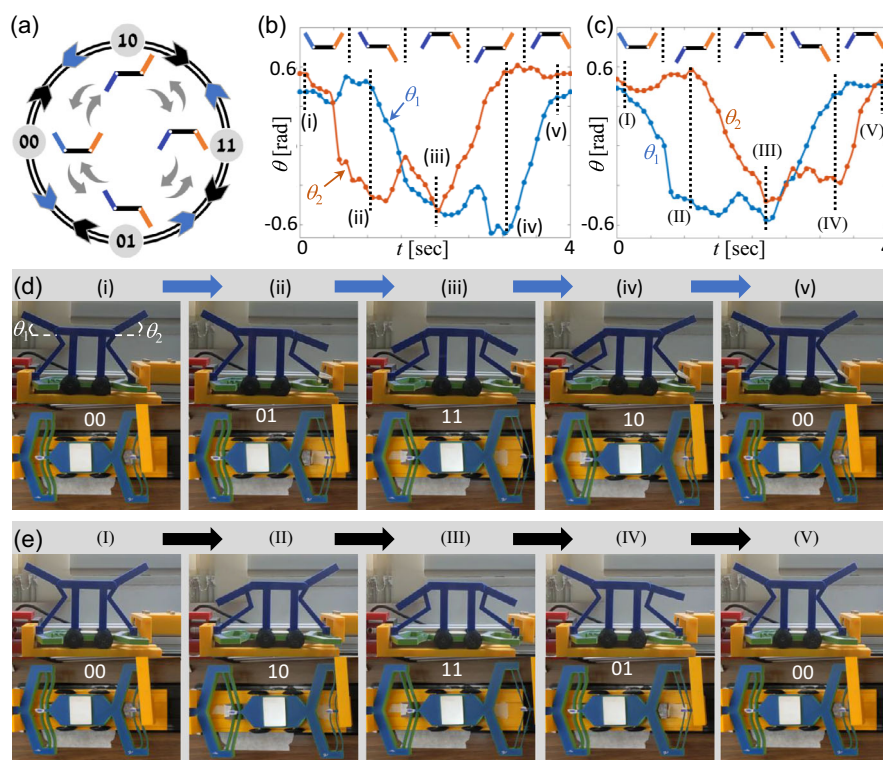 (a)
10
00
11
01
(b)
0.6
θ [rad]
-0.6
(i)
θ1
θ2
(ii)
(iii)
(iv)
(v)
0
t [sec]
4
(c)
0.6
θ [rad]
-0.6
(I)
θ1
θ2
(II)
(III)
(IV)
(V)
0
t [sec]
4
(d)
(i)
(ii)
(iii)
(iv)
(v)
θ1
θ2
00
01
11
10
00
(e)
(I)
(II)
(III)
(IV)
(V)
00
10
11
01
00